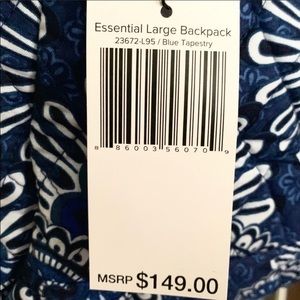 Essential Large Backpack
23672-L95 / Blue Tapestry
8 86003 56070 9
MSRP $149.00